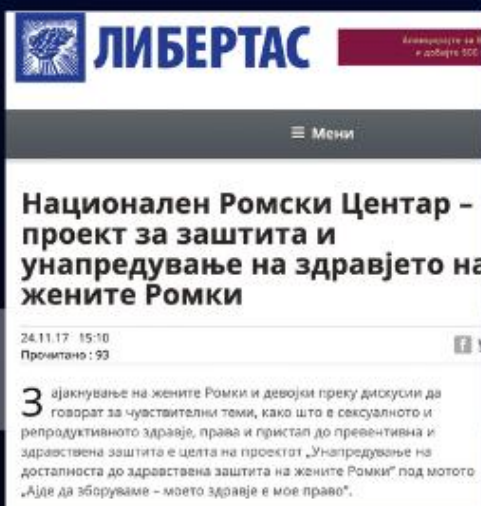 ЛИБЕРТАС
Мени
Национален Ромски Центар –
проект за заштита и
унапредување на здравјето на
жените Ромки
24.11.17 15:10
Прочитано : 93
Зајакнување на жените Ромки и девојки преку дискусии да
говорат за чувствителни теми, како што е сексуалното и
репродуктивното здравје, права и пристап до превентивна и
здравствена заштита е целта на проектот „Унапредување на
достапноста до здравствена заштита на жените Ромки" под мотото
„Ајде да зборуваме – моето здравје е мое право".